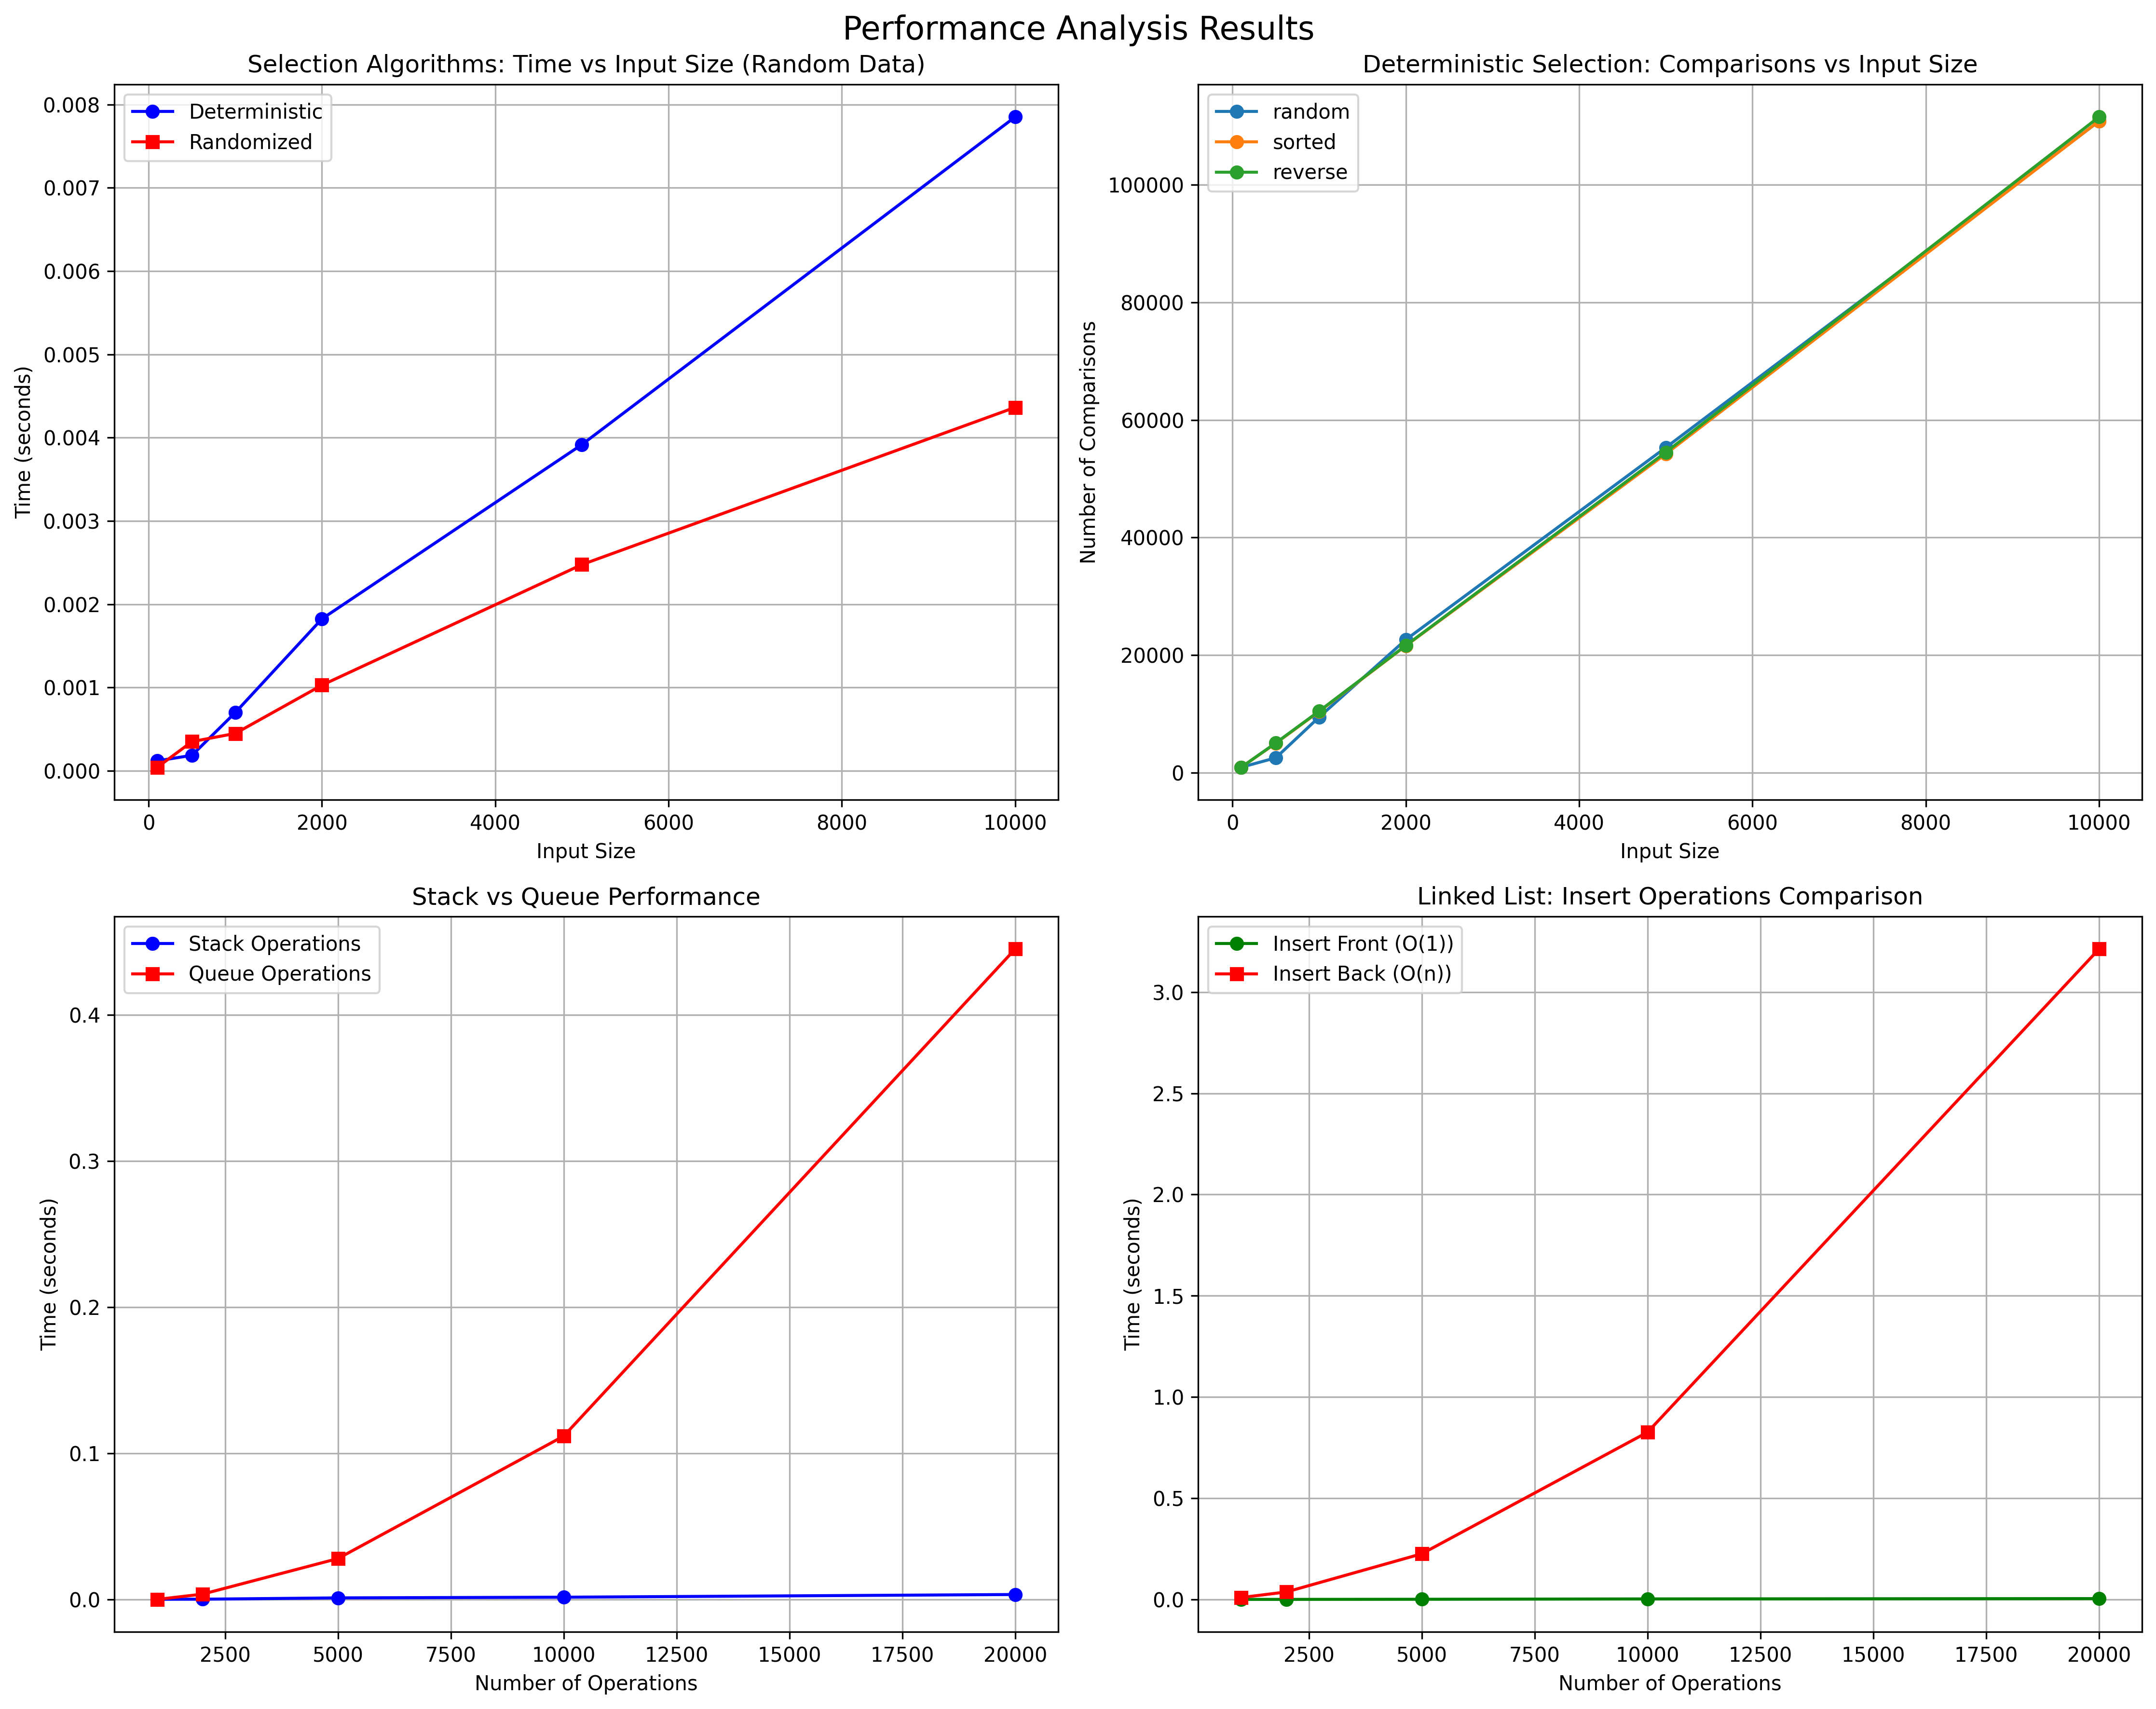 Performance Analysis Results
Selection Algorithms: Time vs Input Size (Random Data)
Deterministic
Randomized
0.008
0.007
0.006
0.005
0.004
0.003
0.002
0.001
0.000
Time (seconds)
0 2000 4000 6000 8000 10000
Input Size
Deterministic Selection: Comparisons vs Input Size
random
sorted
reverse
100000
80000
60000
40000
20000
0
Number of Comparisons
0 2000 4000 6000 8000 10000
Input Size
Stack vs Queue Performance
Stack Operations
Queue Operations
0.4
0.3
0.2
0.1
0.0
Time (seconds)
2500 5000 7500 10000 12500 15000 17500 20000
Number of Operations
Linked List: Insert Operations Comparison
Insert Front (O(1))
Insert Back (O(n))
3.0
2.5
2.0
1.5
1.0
0.5
0.0
Time (seconds)
2500 5000 7500 10000 12500 15000 17500 20000
Number of Operations